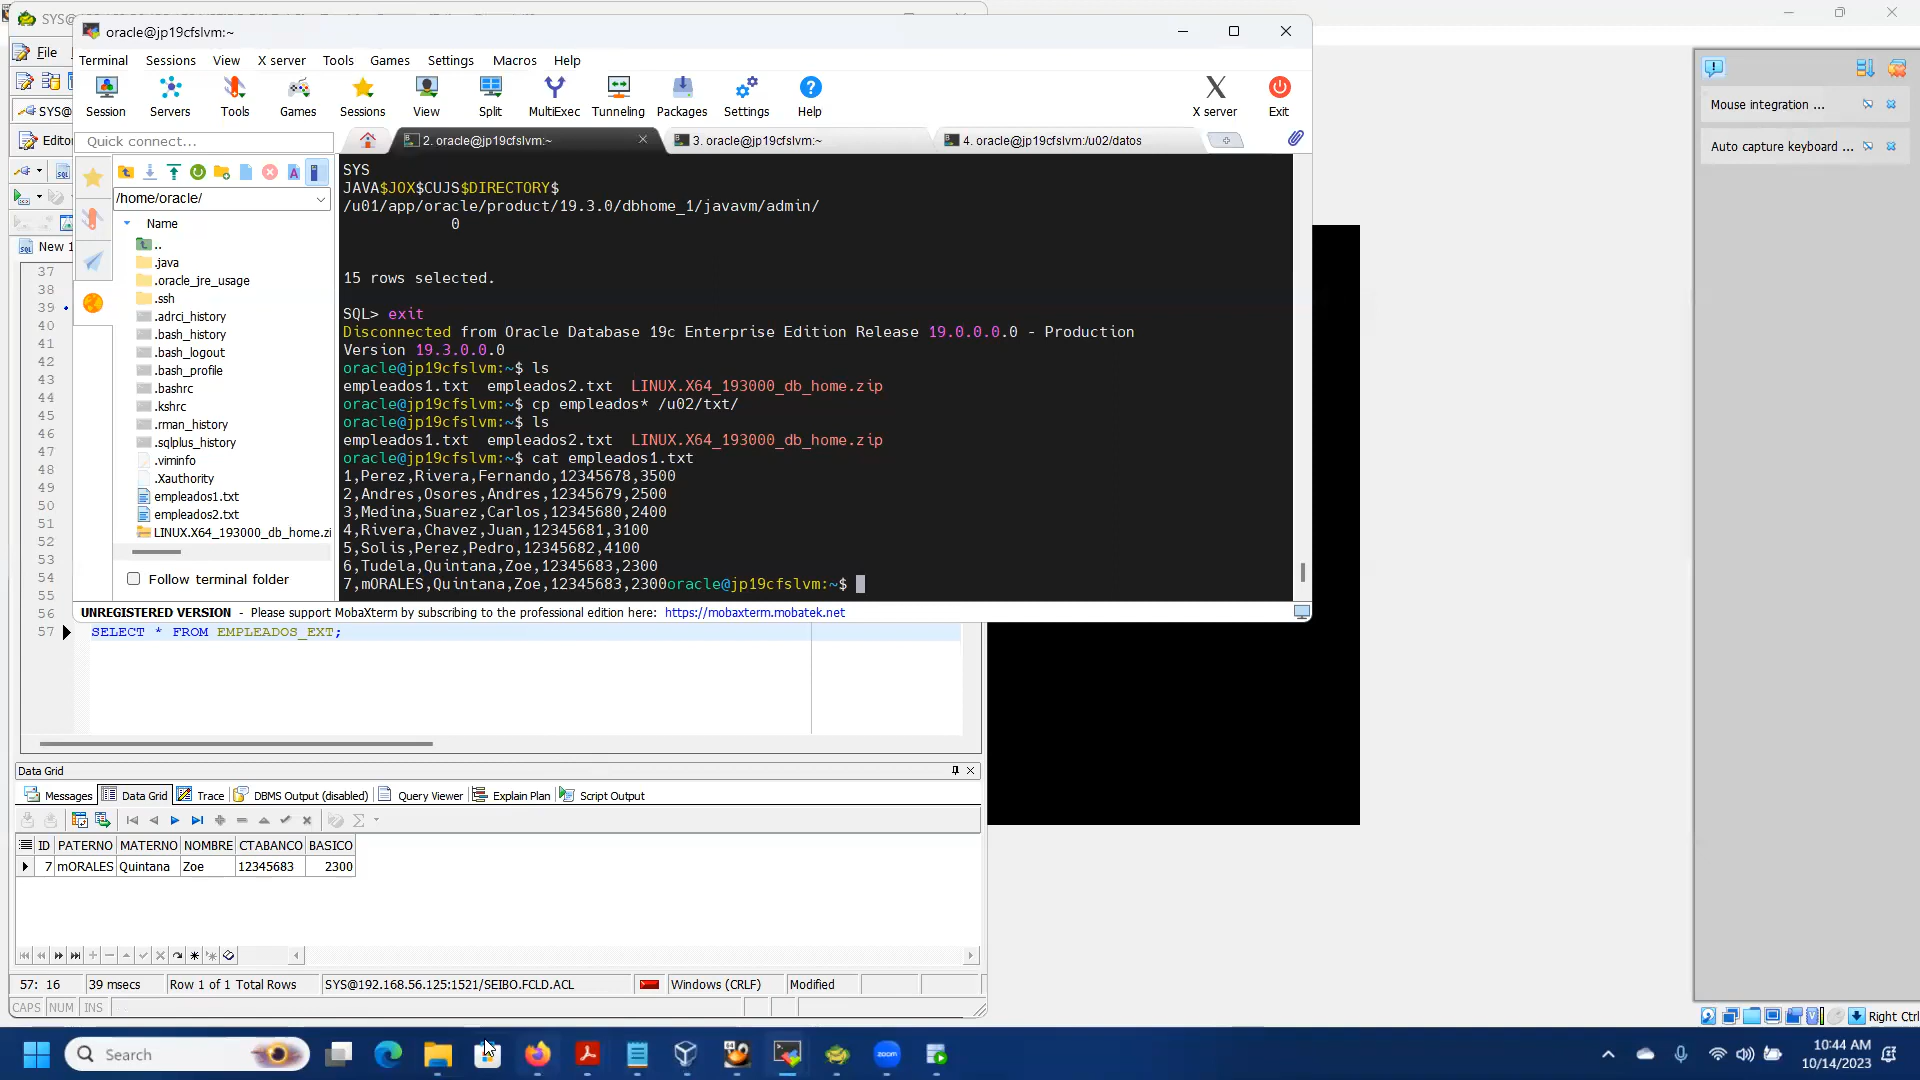 SYS@
oracle@jp19cfslvm:~
File
Terminal Sessions View X server Tools Games Settings Macros Help
Session Servers Tools Games Sessions View Split MultiExec Tunneling Packages Settings Help X server Exit
SYS@
Editor
Quick connect...
2. oracle@jp19cfslvm:~
3. oracle@jp19cfslvm:~
4. oracle@jp19cfslvm:/u02/datos
Mouse integration ...
Auto capture keyboard ...
/home/oracle/
Name
..
.java
.oracle_jre_usage
.ssh
.adrci_history
.bash_history
.bash_logout
.bash_profile
.bashrc
.kshrc
.rman_history
.sqlplus_history
.viminfo
.Xauthority
empleados1.txt
empleados2.txt
LINUX.X64_193000_db_home.zi
Follow terminal folder
New 1
37
38
39
40
41
42
43
44
45
46
47
48
49
50
51
52
53
54
55
56
57
SYS
JAVA$JOX$CUJS$DIRECTORY$
/u01/app/oracle/product/19.3.0/dbhome_1/javavm/admin/
0
15 rows selected.
SQL> exit
Disconnected from Oracle Database 19c Enterprise Edition Release 19.0.0.0.0 - Production
Version 19.3.0.0.0
oracle@jp19cfslvm:~$ ls
empleados1.txt empleados2.txt LINUX.X64_193000_db_home.zip
oracle@jp19cfslvm:~$ cp empleados* /u02/txt/
oracle@jp19cfslvm:~$ ls
empleados1.txt empleados2.txt LINUX.X64_193000_db_home.zip
oracle@jp19cfslvm:~$ cat empleados1.txt
1,Perez,Rivera,Fernando,12345678,3500
2,Andres,Osores,Andres,12345679,2500
3,Medina,Suarez,Carlos,12345680,2400
4,Rivera,Chavez,Juan,12345681,3100
5,Solis,Perez,Pedro,12345682,4100
6,Tudela,Quintana,Zoe,12345683,2300
7,mORALES,Quintana,Zoe,12345683,2300oracle@jp19cfslvm:~$
UNREGISTERED VERSION - Please support MobaXterm by subscribing to the professional edition here: https://mobaxterm.mobatek.net
SELECT * FROM EMPLEADOS_EXT;
Data Grid
Messages Data Grid Trace DBMS Output (disabled) Query Viewer Explain Plan Script Output
ID PATERNO MATERNO NOMBRE CTABANCO BASICO
7 mORALES Quintana Zoe 12345683 2300
57: 16 39 msecs Row 1 of 1 Total Rows SYS@192.168.56.125:1521/SEIBO.FCLD.ACL Windows (CRLF) Modified
CAPS NUM INS
Right Ctrl
Search
10:44 AM
10/14/2023